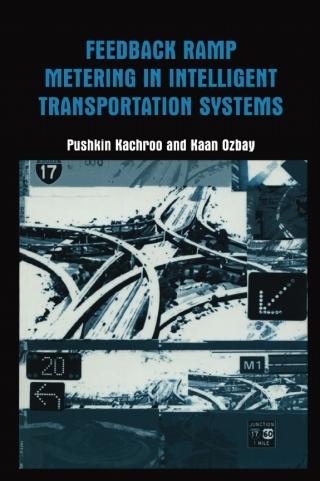 FEEDBACK RAMP
METERING IN INTELLIGENT
TRANSPORTATION SYSTEMS
Pushkin Kachroo and Kaan Ozbay
17
20
M1
JUNCTION
17 60
1 MILE